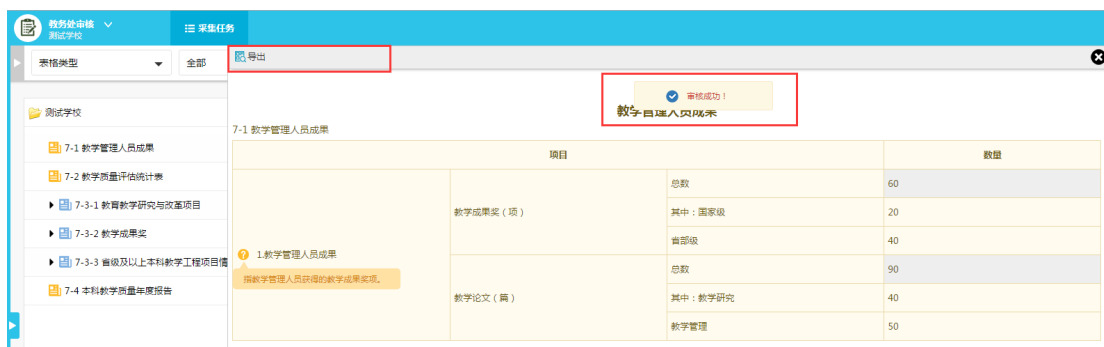 教务处审核
测试学校
采集任务
表格类型
全部
导出
审核成功！
教学管理人员成果
测试学校
7-1 教学管理人员成果
7-2 教学质量评估统计表
7-3-1 教育教学研究与改革项目
7-3-2 教学成果奖
7-3-3 省级及以上本科教学工程项目情
7-4 本科教学质量年度报告
7-1 教学管理人员成果
项目 数量
1.教学管理人员成果
指教学管理人员获得的教学成果奖项。
教学成果奖（项）
总数 60
其中：国家级 20
省部级 40
教学论文（篇）
总数 90
其中：教学研究 40
教学管理 50